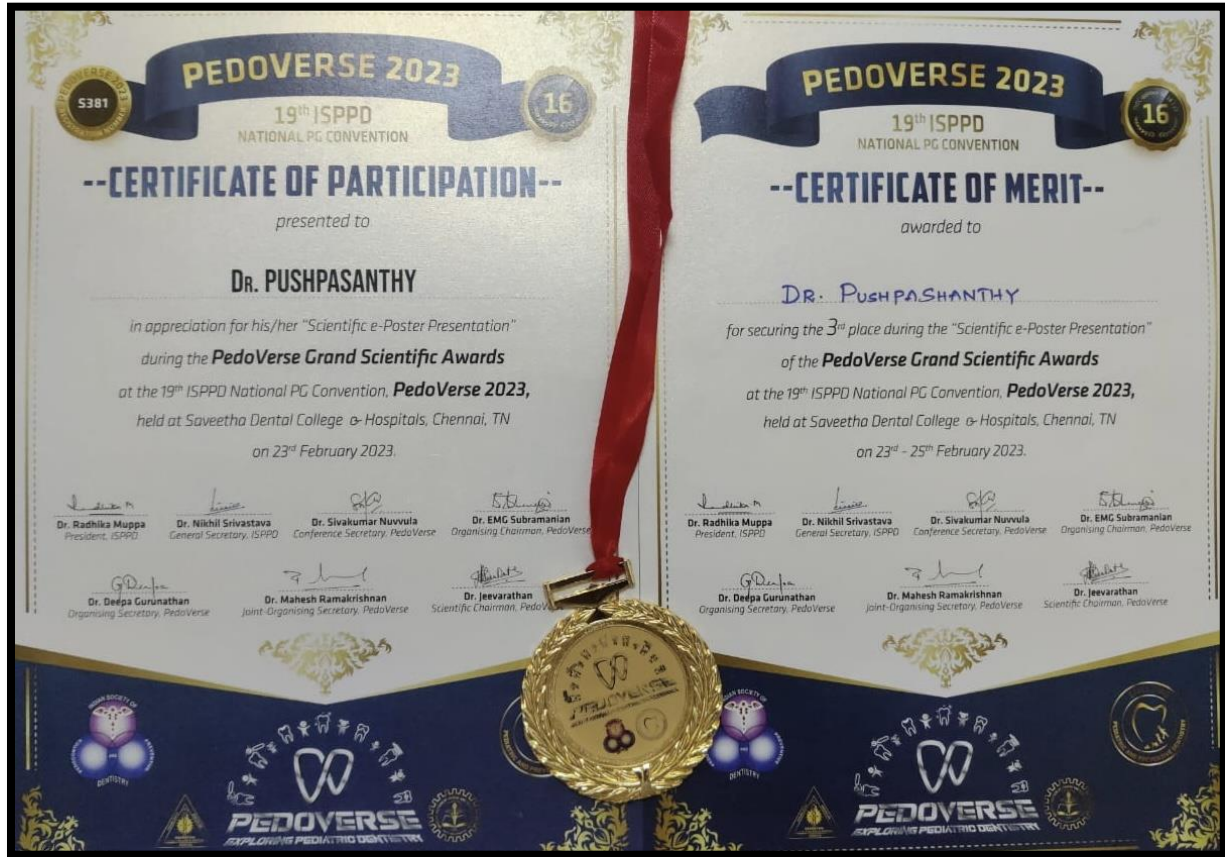 PEDOVERSE 2023
S381
16
19th ISPPD
NATIONAL PG CONVENTION
--CERTIFICATE OF PARTICIPATION--
presented to
DR. PUSHPASANTHY
in appreciation for his/her "Scientific e-Poster Presentation"
during the PedoVerse Grand Scientific Awards
at the 19th ISPPD National PG Convention, PedoVerse 2023,
held at Saveetha Dental College & Hospitals, Chennai, TN
on 23rd February 2023.
Dr. Radhika Muppa
President, ISPPD
Dr. Nikhil Srivastava
General Secretary, ISPPD
Dr. Sivakumar Nuvvula
Conference Secretary, PedoVerse
Dr. EMG Subramanian
Organising Chairman, PedoVerse
Dr. Deepa Gurunathan
Organising Secretary, PedoVerse
Dr. Mahesh Ramakrishnan
Joint-Organising Secretary, PedoVerse
Dr. Jeevarathan
Scientific Chairman,
DENTISTRY
PEDOVERSE
EXPLORING PEDIATRIC DENTISTRY
PEDOVERSE
PEDOVERSE 2023
16
19th ISPPD
NATIONAL PG CONVENTION
--CERTIFICATE OF MERIT--
awarded to
DR. PUSHPASHANTHY
for securing the 3rd place during the "Scientific e-Poster Presentation"
of the PedoVerse Grand Scientific Awards
at the 19th ISPPD National PG Convention, PedoVerse 2023,
held at Saveetha Dental College & Hospitals, Chennai, TN
on 23rd - 25th February 2023.
Dr. Radhika Muppa
President, ISPPD
Dr. Nikhil Srivastava
General Secretary, ISPPD
Dr. Sivakumar Nuvvula
Conference Secretary, PedoVerse
Dr. EMG Subramanian
Organising Chairman, PedoVerse
Dr. Deepa Gurunathan
Organising Secretary, PedoVerse
Dr. Mahesh Ramakrishnan
Joint-Organising Secretary, PedoVerse
Dr. Jeevarathan
Scientific Chairman, PedoVerse
DENTISTRY
PEDOVERSE
EXPLORING PEDIATRIC DENTISTRY